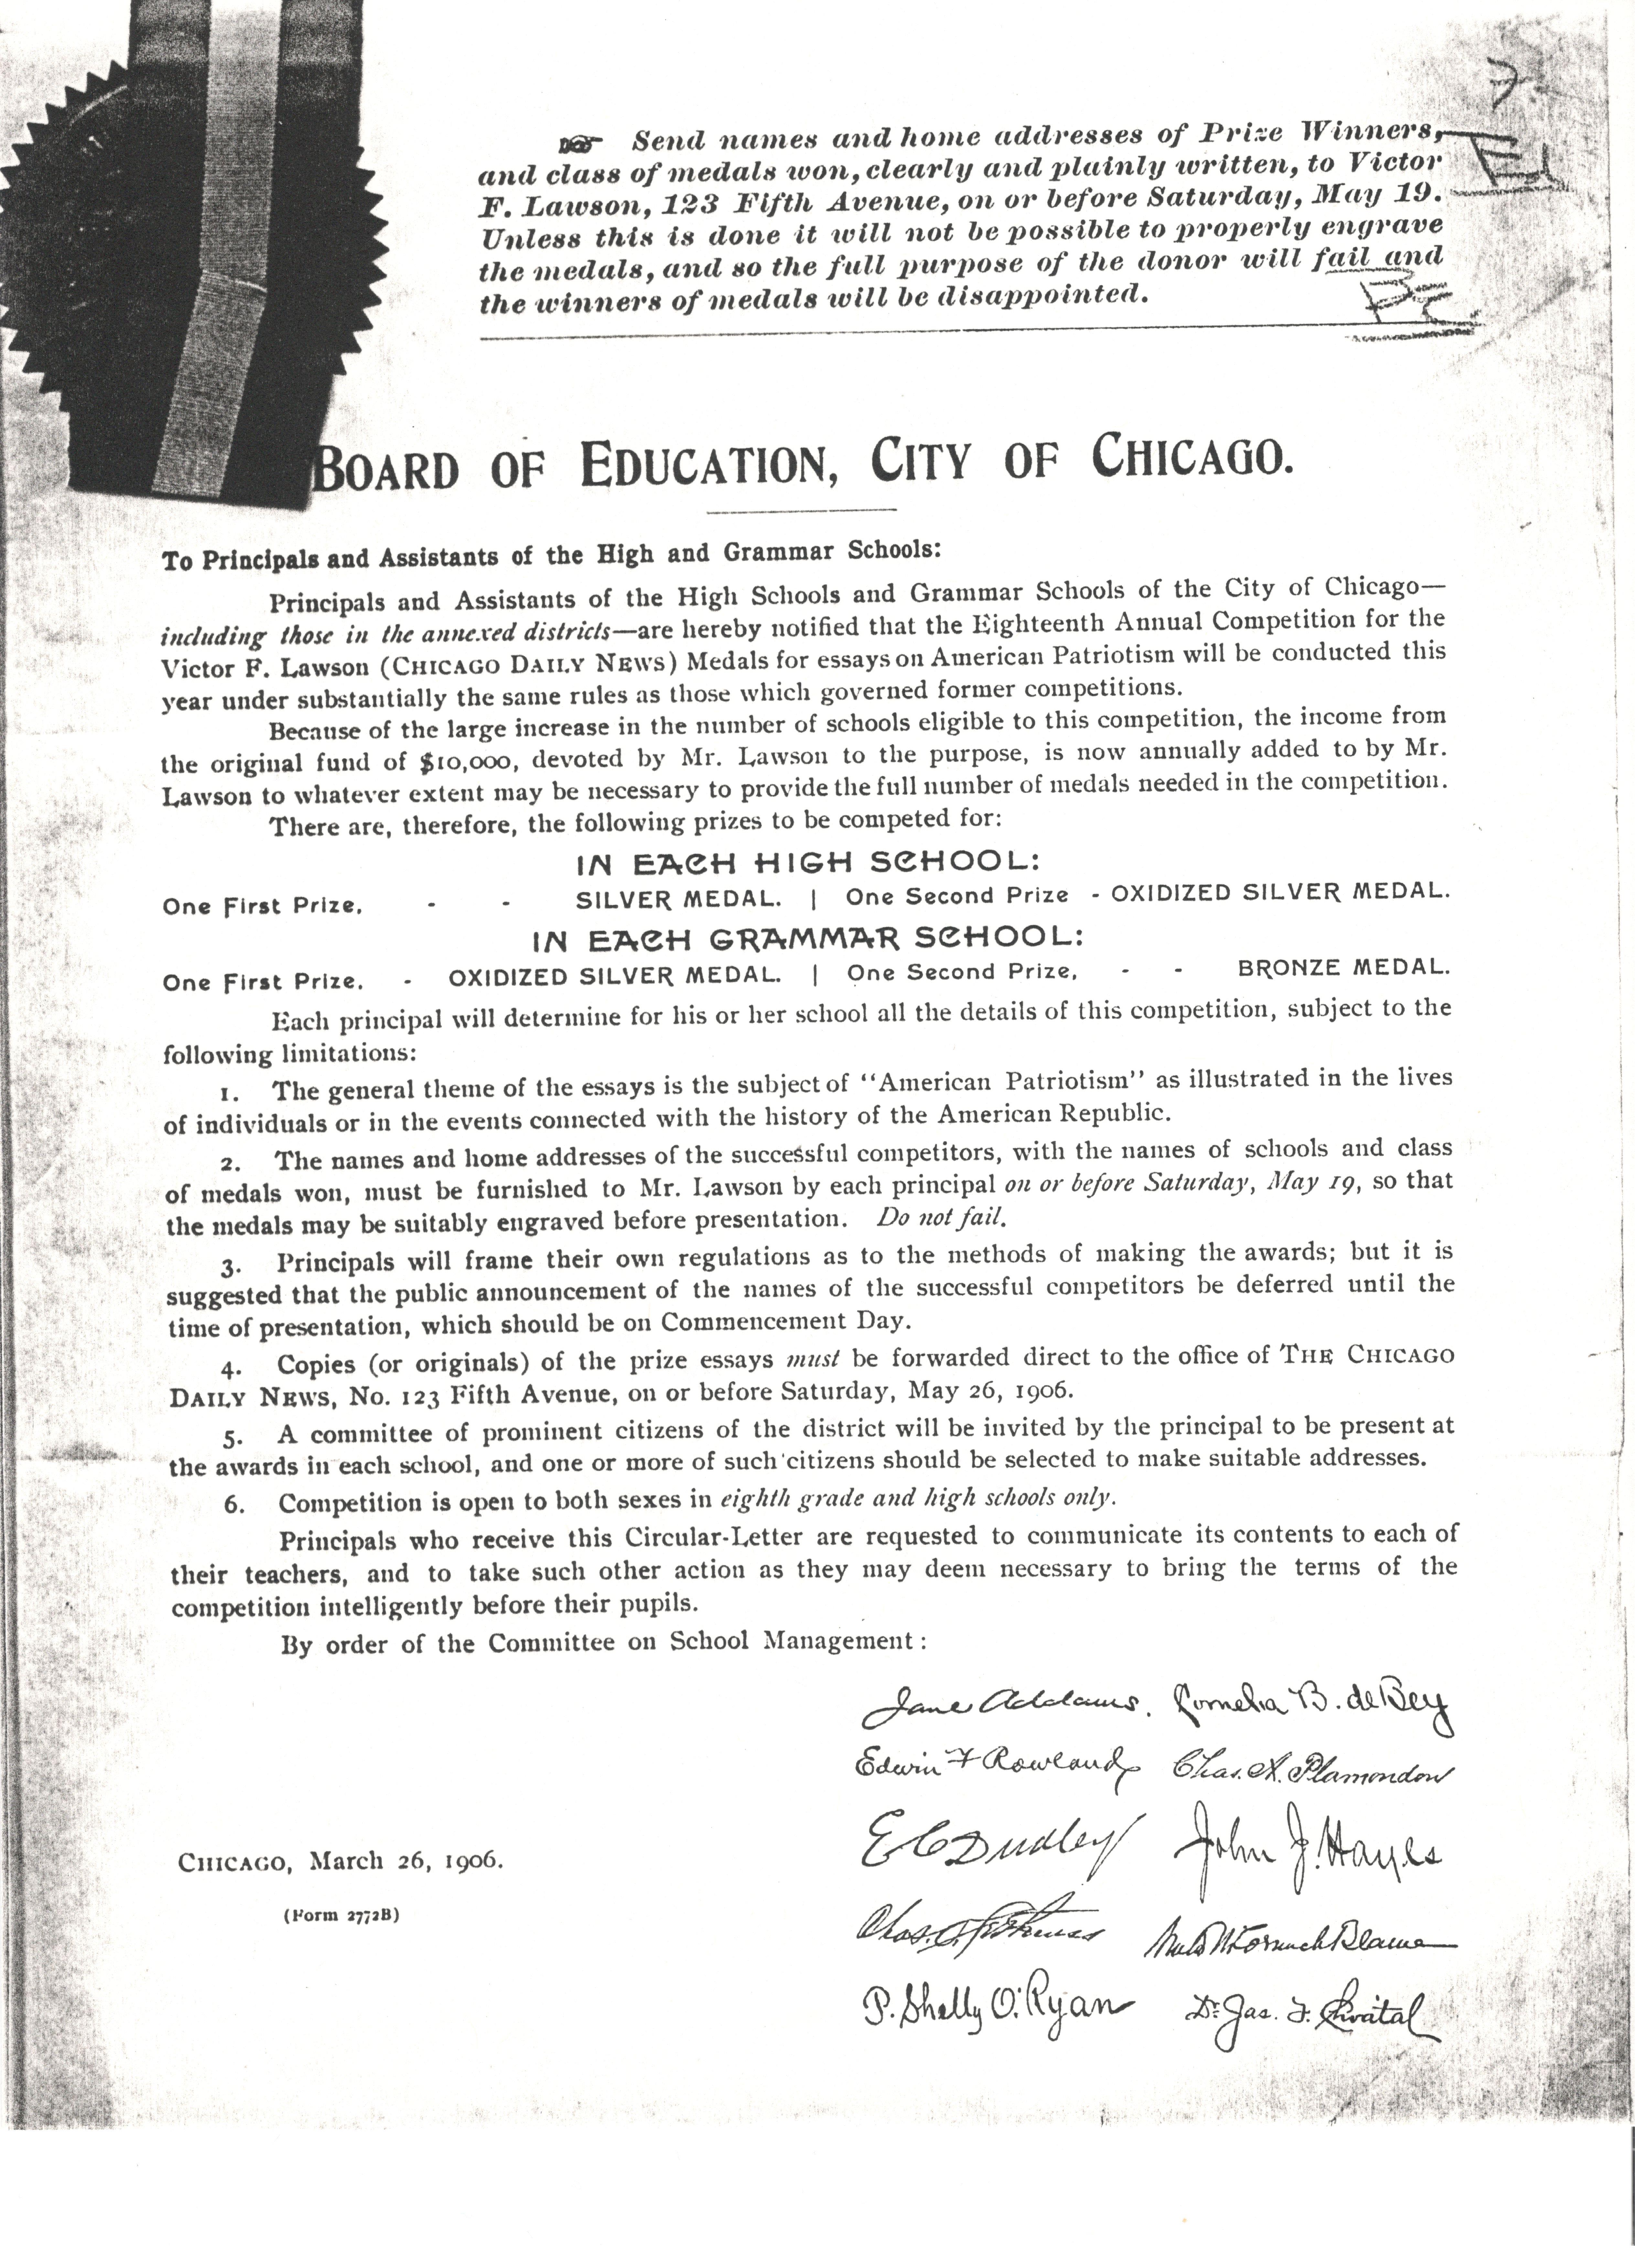 ☞ Send names and home addresses of Prize Winners,
and class of medals won, clearly and plainly written, to Victor
F. Lawson, 123 Fifth Avenue, on or before Saturday, May 19.
Unless this is done it will not be possible to properly engrave
the medals, and so the full purpose of the donor will fail and
the winners of medals will be disappointed.
BOARD OF EDUCATION, CITY OF CHICAGO.
To Principals and Assistants of the High and Grammar Schools:
Principals and Assistants of the High Schools and Grammar Schools of the City of Chicago—
including those in the annexed districts—are hereby notified that the Eighteenth Annual Competition for the
Victor F. Lawson (CHICAGO DAILY NEWS) Medals for essays on American Patriotism will be conducted this
year under substantially the same rules as those which governed former competitions.
Because of the large increase in the number of schools eligible to this competition, the income from
the original fund of $10,000, devoted by Mr. Lawson to the purpose, is now annually added to by Mr.
Lawson to whatever extent may be necessary to provide the full number of medals needed in the competition.
There are, therefore, the following prizes to be competed for:
IN EACH HIGH SCHOOL:
One First Prize, - - SILVER MEDAL. | One Second Prize - OXIDIZED SILVER MEDAL.
IN EACH GRAMMAR SCHOOL:
One First Prize. - OXIDIZED SILVER MEDAL. | One Second Prize, - - BRONZE MEDAL.
Each principal will determine for his or her school all the details of this competition, subject to the
following limitations:
1. The general theme of the essays is the subject of "American Patriotism" as illustrated in the lives
of individuals or in the events connected with the history of the American Republic.
2. The names and home addresses of the successful competitors, with the names of schools and class
of medals won, must be furnished to Mr. Lawson by each principal on or before Saturday, May 19, so that
the medals may be suitably engraved before presentation. Do not fail.
3. Principals will frame their own regulations as to the methods of making the awards; but it is
suggested that the public announcement of the names of the successful competitors be deferred until the
time of presentation, which should be on Commencement Day.
4. Copies (or originals) of the prize essays must be forwarded direct to the office of THE CHICAGO
DAILY NEWS, No. 123 Fifth Avenue, on or before Saturday, May 26, 1906.
5. A committee of prominent citizens of the district will be invited by the principal to be present at
the awards in each school, and one or more of such citizens should be selected to make suitable addresses.
6. Competition is open to both sexes in eighth grade and high schools only.
Principals who receive this Circular-Letter are requested to communicate its contents to each of
their teachers, and to take such other action as they may deem necessary to bring the terms of the
competition intelligently before their pupils.
By order of the Committee on School Management:
Jane Addams. Cornelia B. de Bey
Edwin F Rowland Chas. A. Plamondon
E C Dudley John J. Hayes
CHICAGO, March 26, 1906.
(Form 2772B)
Chas. Blaine
P. Shelly O'Ryan Dr. Jas. F. Chvatal